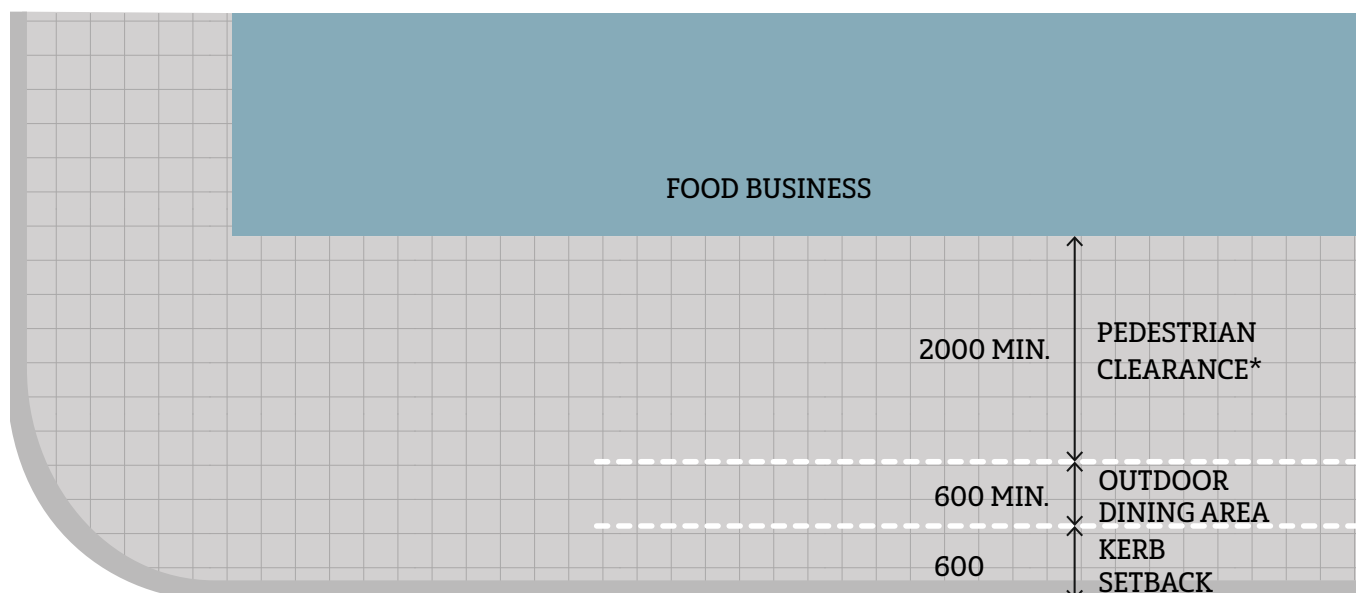 FOOD BUSINESS
2000 MIN.
PEDESTRIAN
CLEARANCE*
600 MIN.
OUTDOOR
DINING AREA
600
KERB
SETBACK